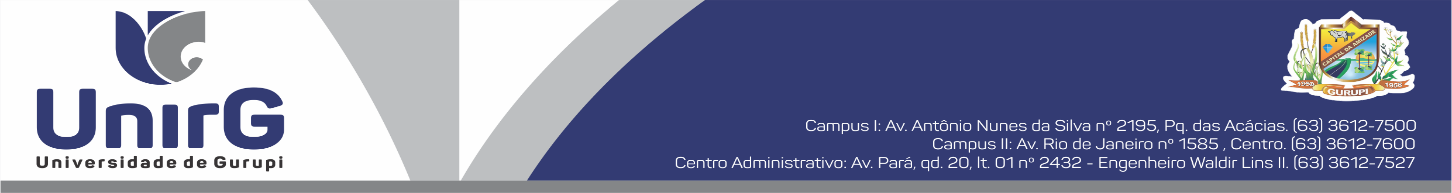 UnirG
Universidade de Gurupi
CAPITAL DA AMIZADE
GURUPI
Campus I: Av. Antônio Nunes da Silva nº 2195, Pq. das Acácias. (63) 3612-7500
Campus II: Av. Rio de Janeiro nº 1585 , Centro. (63) 3612-7600
Centro Administrativo: Av. Pará, qd. 20, lt. 01 nº 2432 - Engenheiro Waldir Lins II. (63) 3612-7527